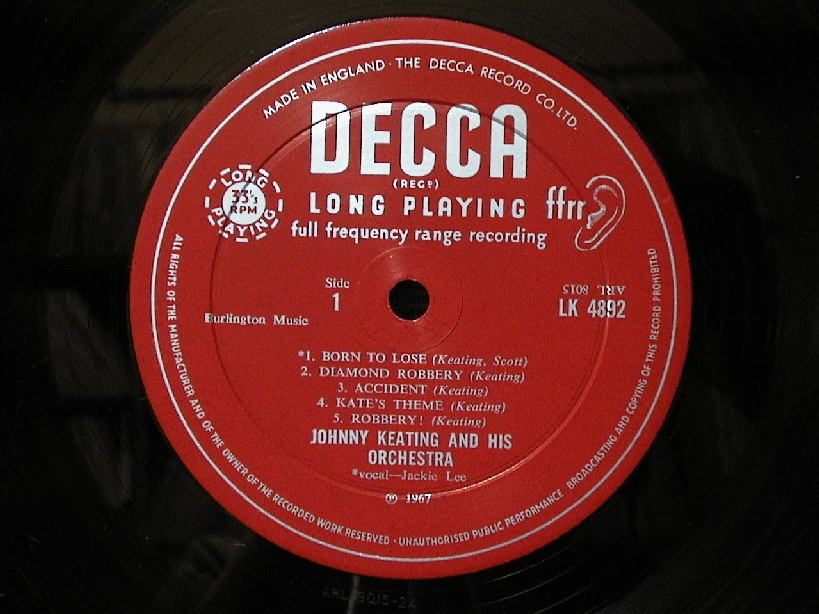 MADE IN ENGLAND · THE DECCA RECORD CO. LTD.
DECCA
(REGD)
LONG PLAYING
33⅓
RPM
LONG PLAYING ffrr
full frequency range recording
Side
1
Burlington Music
ARL 8015
LK 4892
*1. BORN TO LOSE (Keating, Scott)
2. DIAMOND ROBBERY (Keating)
3. ACCIDENT (Keating)
4. KATE'S THEME (Keating)
5. ROBBERY! (Keating)
JOHNNY KEATING AND HIS
ORCHESTRA
*vocal—Jackie Lee
℗ 1967
ALL RIGHTS OF THE MANUFACTURER AND OF THE OWNER OF THE RECORDED WORK RESERVED · UNAUTHORISED PUBLIC PERFORMANCE BROADCASTING AND COPYING OF THIS RECORD PROHIBITED